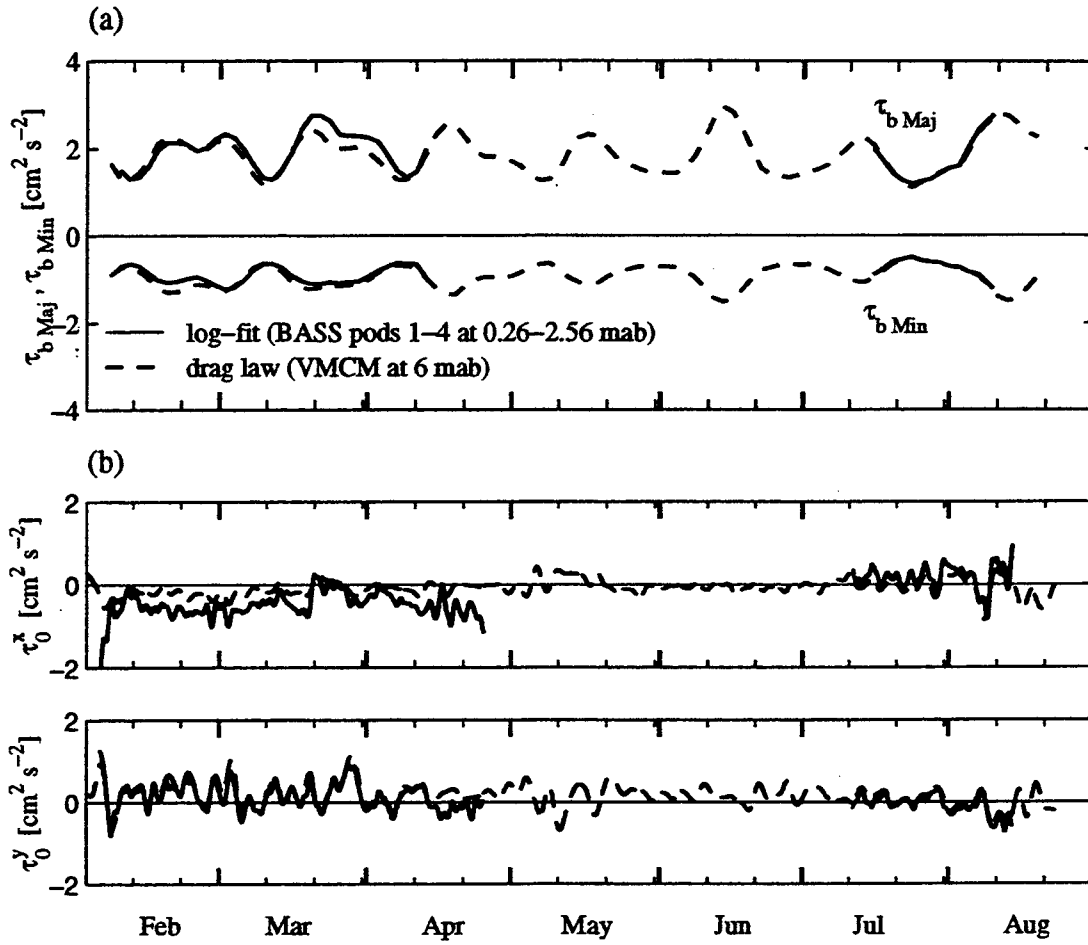 (a)
4
2
0
−2
−4
τb Maj , τb Min [cm² s⁻²]
τb Maj
τb Min
log−fit (BASS pods 1−4 at 0.26−2.56 mab)
drag law (VMCM at 6 mab)
(b)
2
0
−2
τ₀ˣ [cm² s⁻²]
2
0
−2
τ₀ʸ [cm² s⁻²]
Feb Mar Apr May Jun Jul Aug